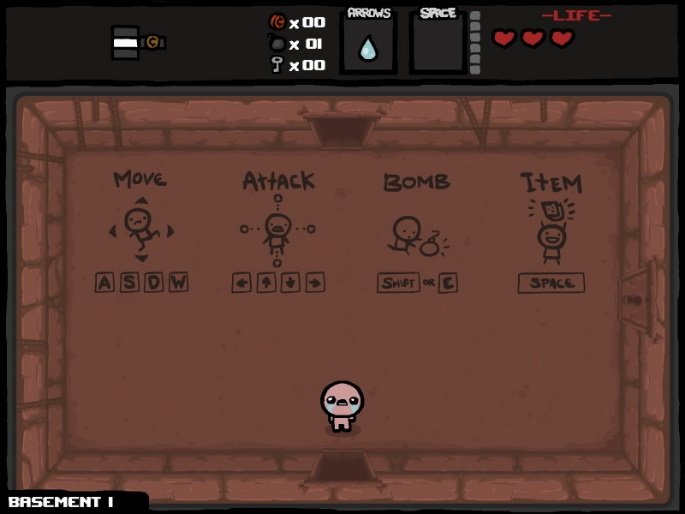 ARROWS
SPACE
-LIFE-
x00
x01
x00
C
MOVE
ATTACK
BOMB
ITEM
A S D W
SHIFT OR E
SPACE
BASEMENT I